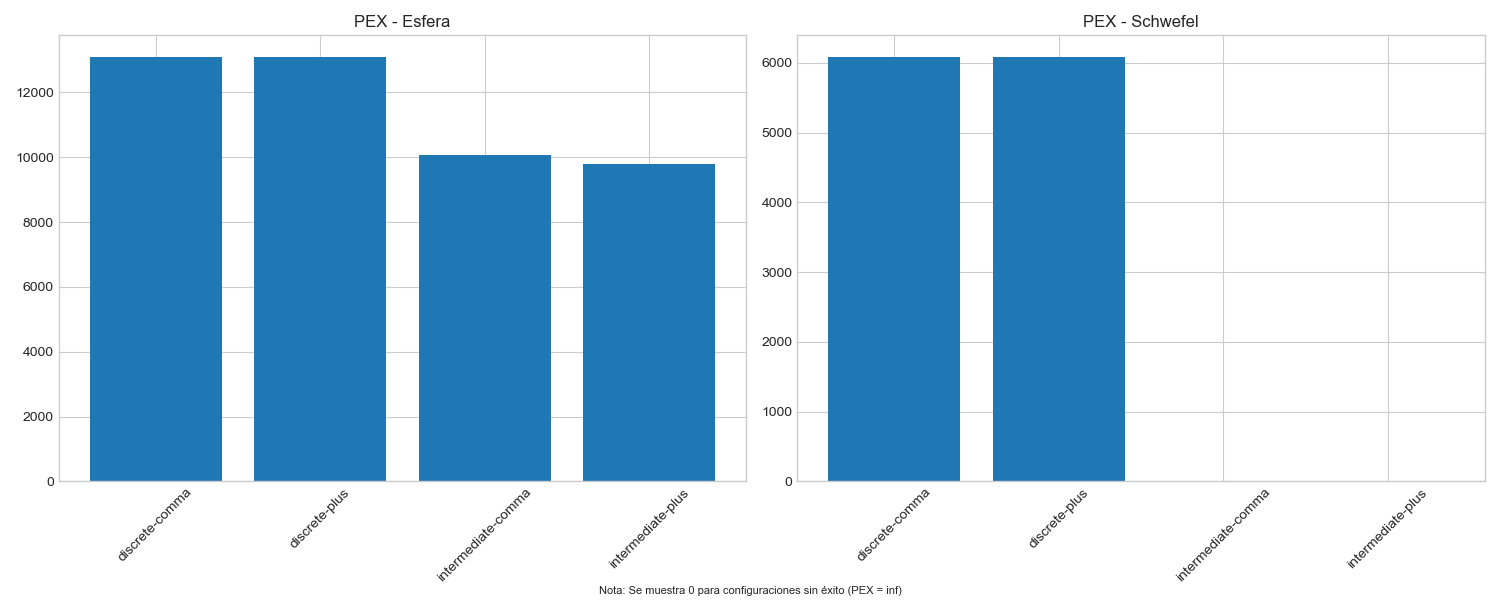 PEX - Esfera
12000
10000
8000
6000
4000
2000
0
discrete-comma
discrete-plus
intermediate-comma
intermediate-plus
PEX - Schwefel
6000
5000
4000
3000
2000
1000
0
discrete-comma
discrete-plus
intermediate-comma
intermediate-plus
Nota: Se muestra 0 para configuraciones sin éxito (PEX = inf)